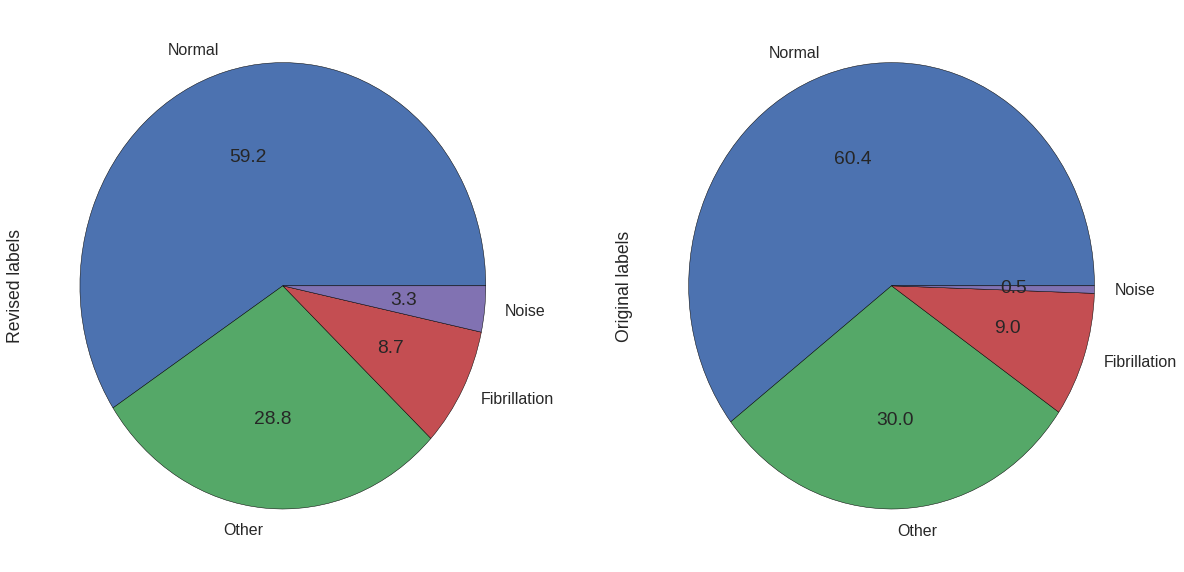 Revised labels
Normal
59.2
3.3
Noise
8.7
Fibrillation
28.8
Other
Original labels
Normal
60.4
0.5
Noise
9.0
Fibrillation
30.0
Other